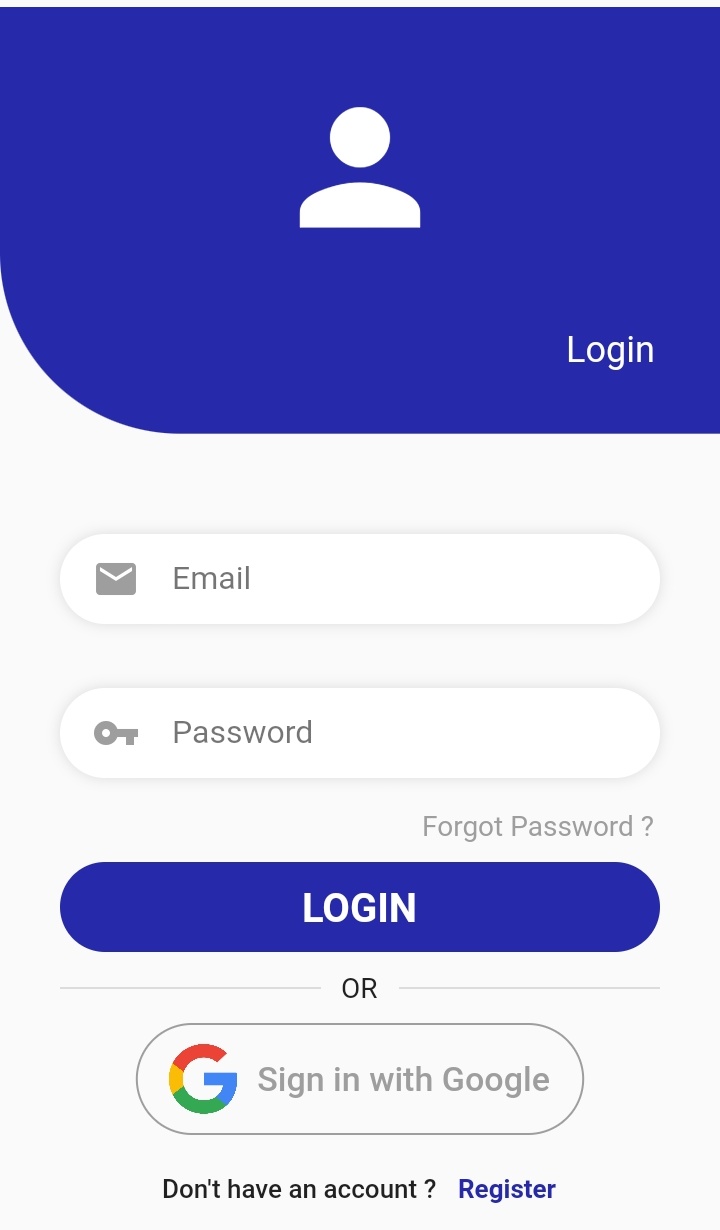 Login
Email
Password
Forgot Password ?
LOGIN
OR
Sign in with Google
Don't have an account ? Register